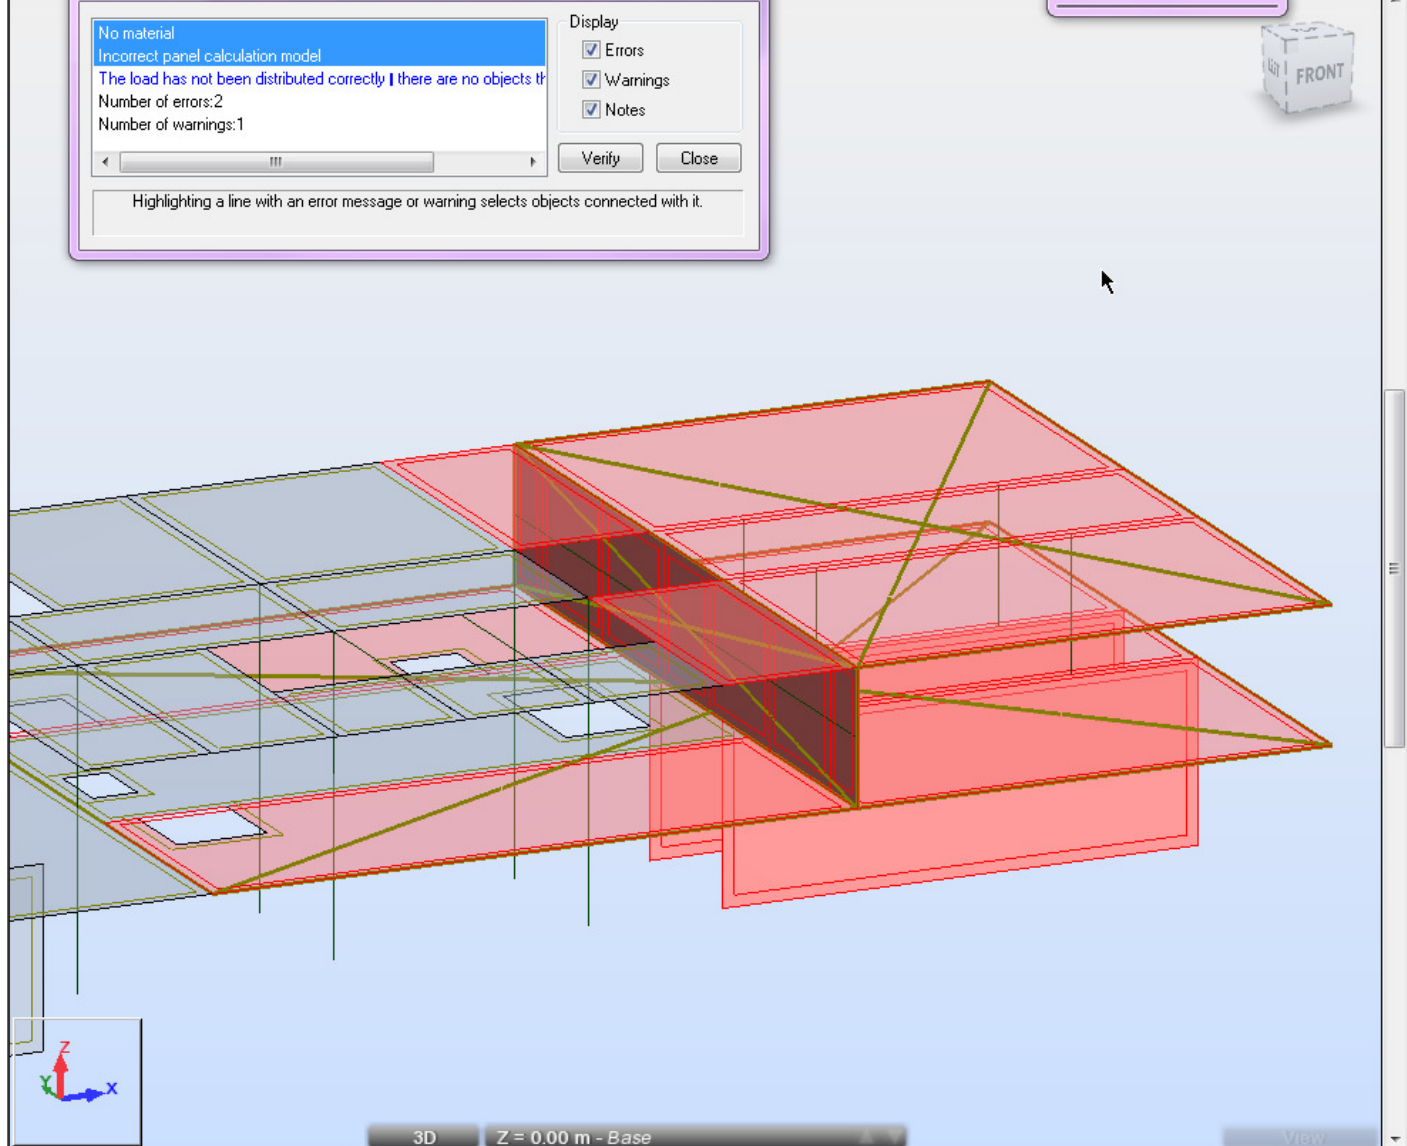 No material
Incorrect panel calculation model
The load has not been distributed correctly | there are no objects th
Number of errors:2
Number of warnings:1
Display
Errors
Warnings
Notes
Verify
Close
Highlighting a line with an error message or warning selects objects connected with it.
FRONT
Z
Y
X
3D
Z = 0.00 m - Base
View